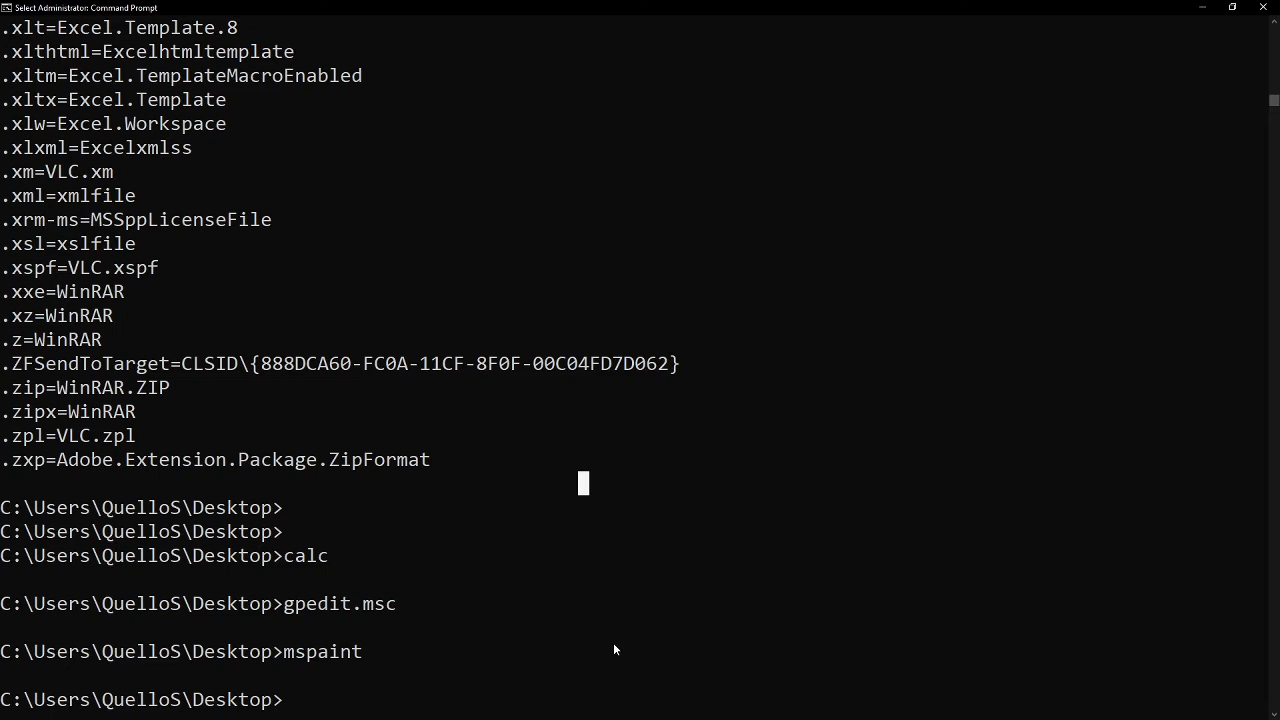 Select Administrator: Command Prompt
.xlt=Excel.Template.8
.xlthtml=Excelhtmltemplate
.xltm=Excel.TemplateMacroEnabled
.xltx=Excel.Template
.xlw=Excel.Workspace
.xlxml=Excelxmlss
.xm=VLC.xm
.xml=xmlfile
.xrm-ms=MSSppLicenseFile
.xsl=xslfile
.xspf=VLC.xspf
.xxe=WinRAR
.xz=WinRAR
.z=WinRAR
.ZFSendToTarget=CLSID\{888DCA60-FC0A-11CF-8F0F-00C04FD7D062}
.zip=WinRAR.ZIP
.zipx=WinRAR
.zpl=VLC.zpl
.zxp=Adobe.Extension.Package.ZipFormat
C:\Users\QuelloS\Desktop>
C:\Users\QuelloS\Desktop>
C:\Users\QuelloS\Desktop>calc
C:\Users\QuelloS\Desktop>gpedit.msc
C:\Users\QuelloS\Desktop>mspaint
C:\Users\QuelloS\Desktop>